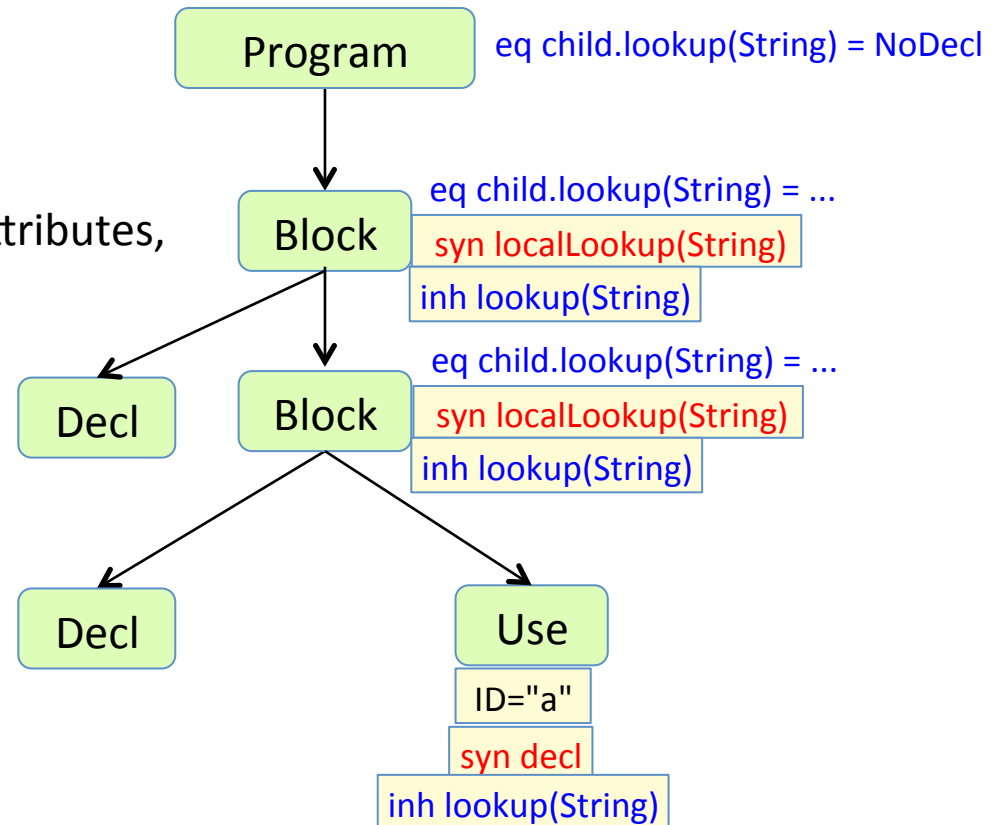 Program
eq child.lookup(String) = NoDecl
eq child.lookup(String) = ...
tributes,
Block
syn localLookup(String)
inh lookup(String)
eq child.lookup(String) = ...
Decl
Block
syn localLookup(String)
inh lookup(String)
Decl
Use
ID="a"
syn decl
inh lookup(String)